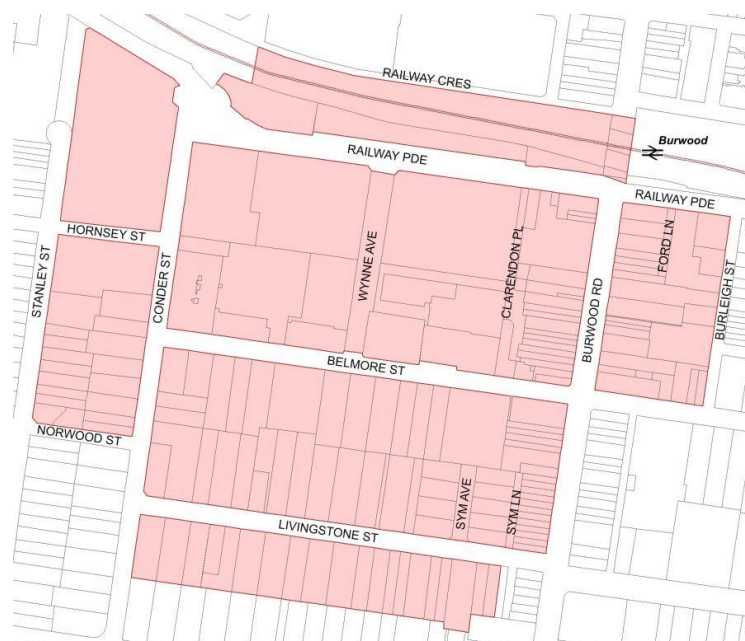 RAILWAY CRES
Burwood
RAILWAY PDE
RAILWAY PDE
HORNSEY ST
STANLEY ST
CONDER ST
WYNNE AVE
CLARENDON PL
BURWOOD RD
FORD LN
BURLEIGH ST
BELMORE ST
NORWOOD ST
SYM AVE
SYM LN
LIVINGSTONE ST